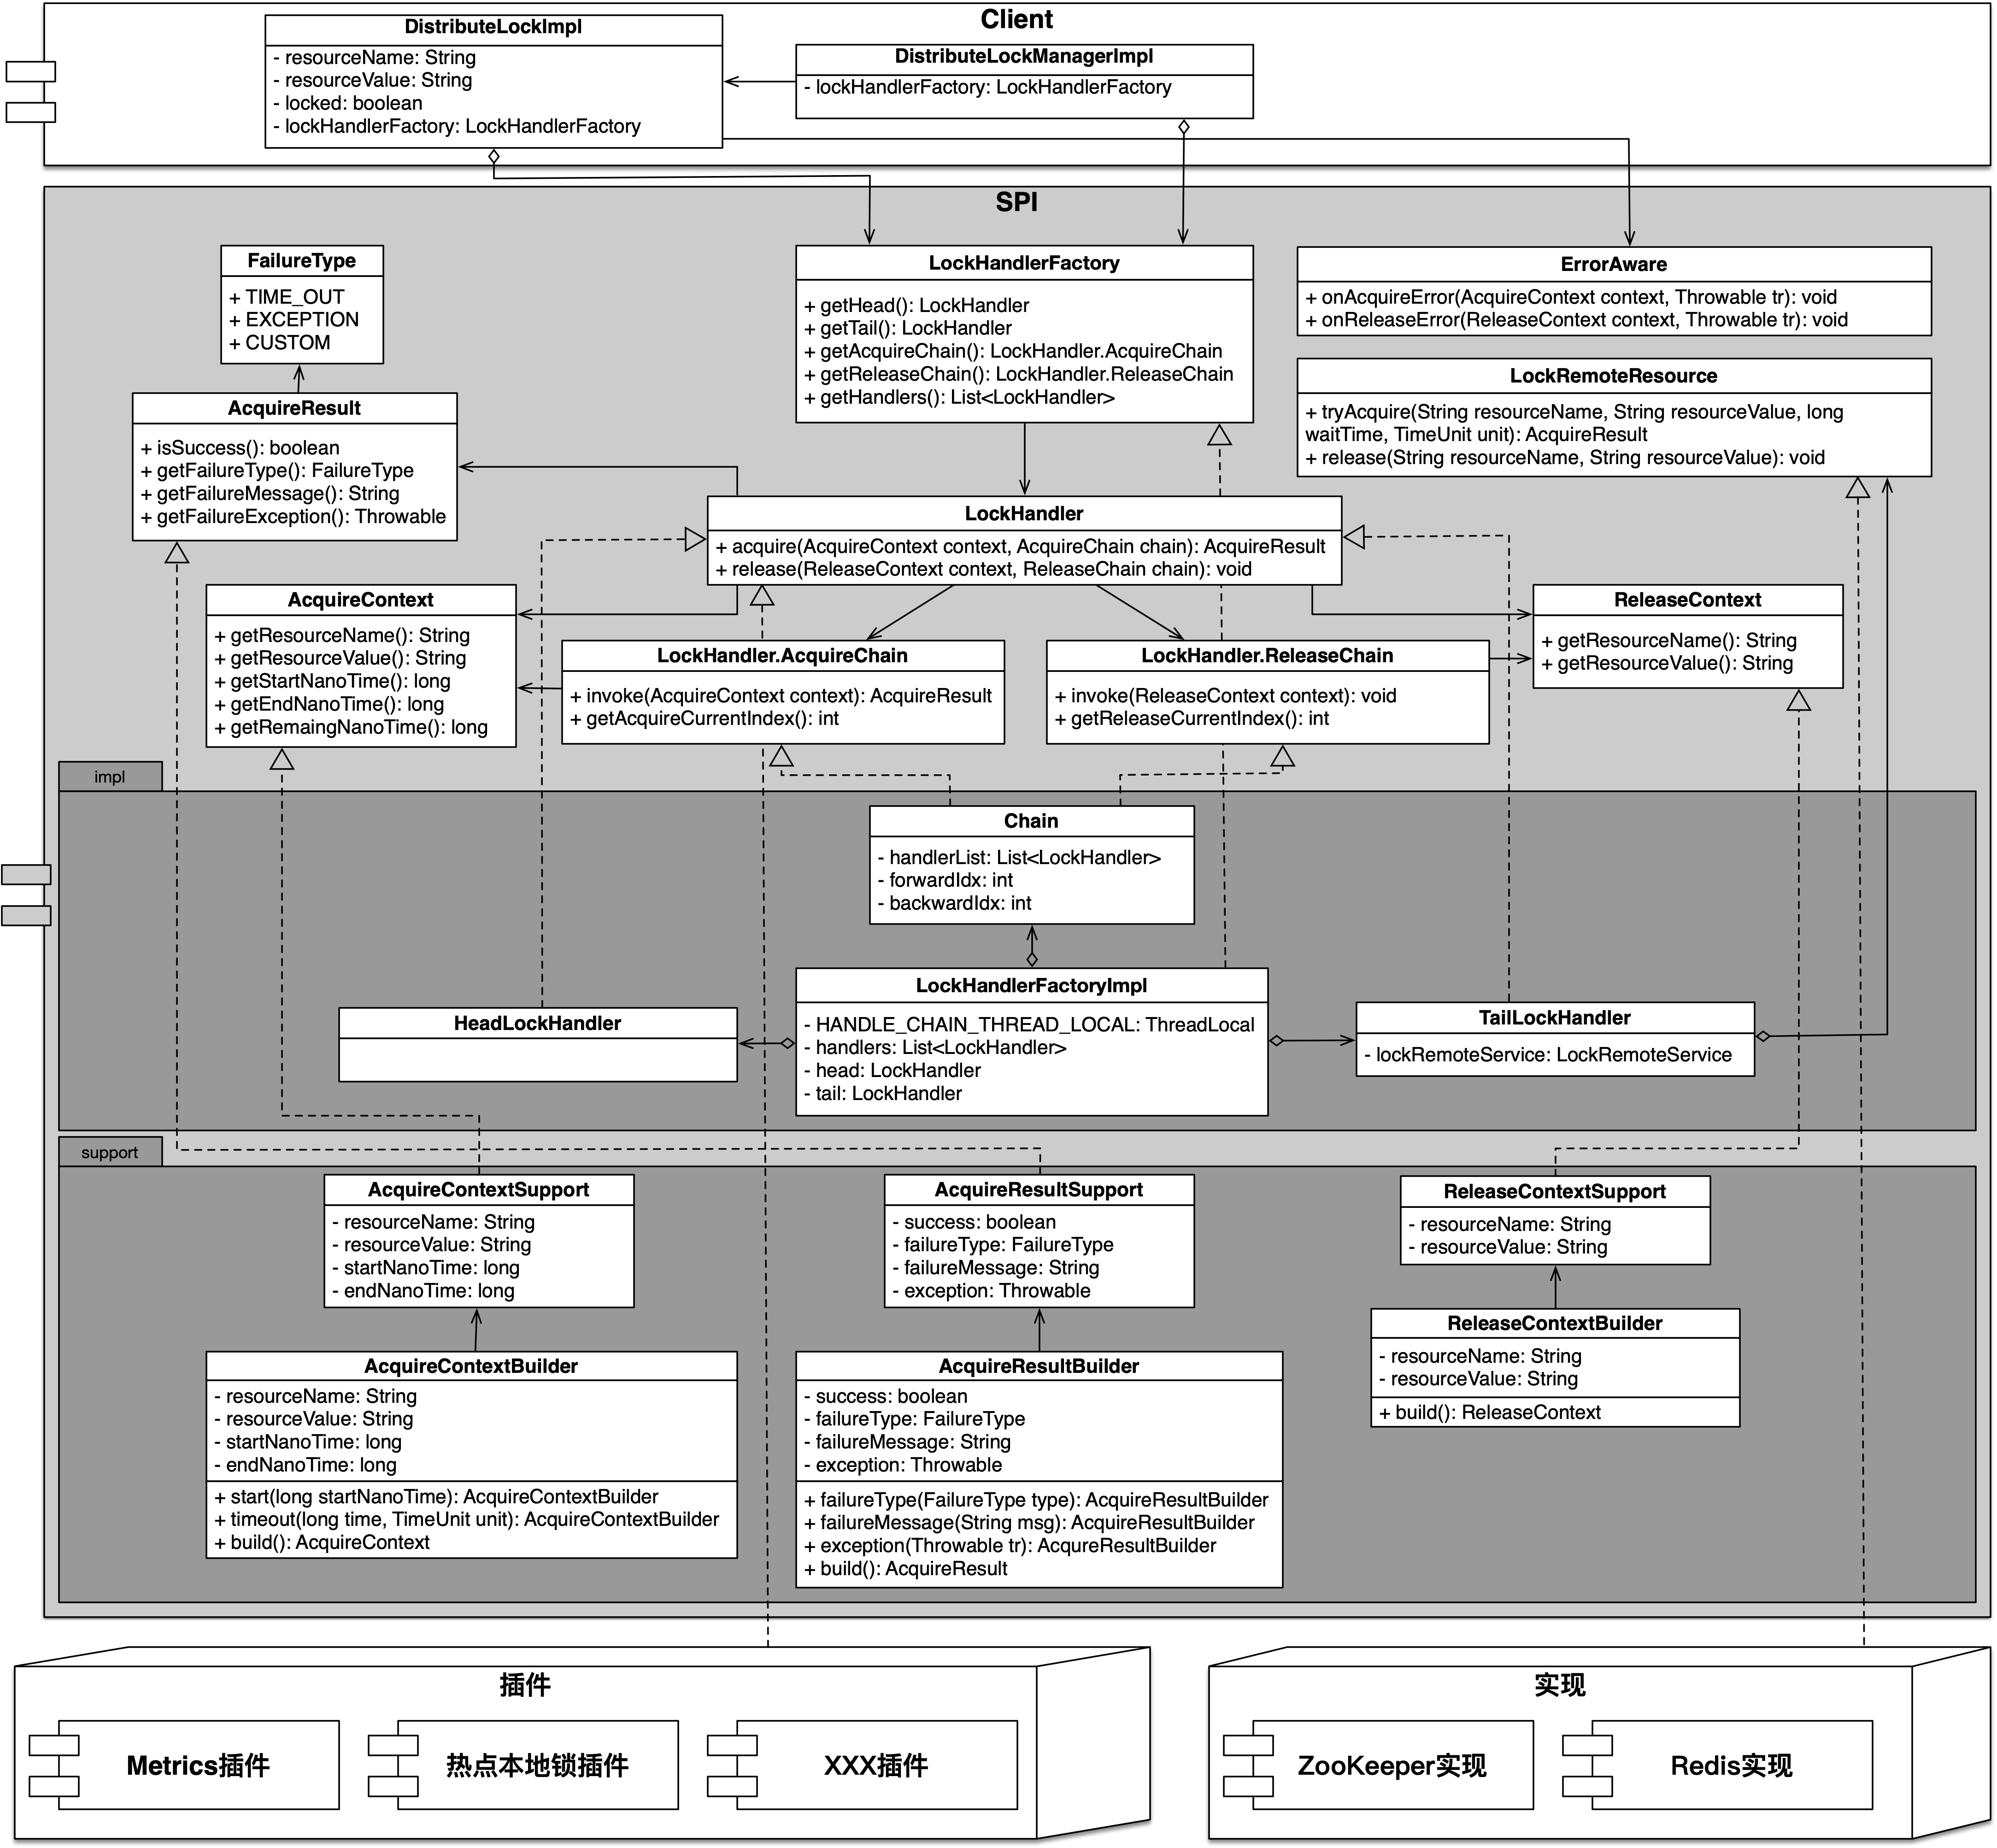 Client
DistributeLockImpl
- resourceName: String
- resourceValue: String
- locked: boolean
- lockHandlerFactory: LockHandlerFactory
DistributeLockManagerImpl
- lockHandlerFactory: LockHandlerFactory
SPI
FailureType
+ TIME_OUT
+ EXCEPTION
+ CUSTOM
LockHandlerFactory
+ getHead(): LockHandler
+ getTail(): LockHandler
+ getAcquireChain(): LockHandler.AcquireChain
+ getReleaseChain(): LockHandler.ReleaseChain
+ getHandlers(): List<LockHandler>
ErrorAware
+ onAcquireError(AcquireContext context, Throwable tr): void
+ onReleaseError(ReleaseContext context, Throwable tr): void
LockRemoteResource
+ tryAcquire(String resourceName, String resourceValue, long
waitTime, TimeUnit unit): AcquireResult
+ release(String resourceName, String resourceValue): void
AcquireResult
+ isSuccess(): boolean
+ getFailureType(): FailureType
+ getFailureMessage(): String
+ getFailureException(): Throwable
LockHandler
+ acquire(AcquireContext context, AcquireChain chain): AcquireResult
+ release(ReleaseContext context, ReleaseChain chain): void
AcquireContext
+ getResourceName(): String
+ getResourceValue(): String
+ getStartNanoTime(): long
+ getEndNanoTime(): long
+ getRemaingNanoTime(): long
LockHandler.AcquireChain
+ invoke(AcquireContext context): AcquireResult
+ getAcquireCurrentIndex(): int
LockHandler.ReleaseChain
+ invoke(ReleaseContext context): void
+ getReleaseCurrentIndex(): int
ReleaseContext
+ getResourceName(): String
+ getResourceValue(): String
impl
Chain
- handlerList: List<LockHandler>
- forwardIdx: int
- backwardIdx: int
HeadLockHandler
LockHandlerFactoryImpl
- HANDLE_CHAIN_THREAD_LOCAL: ThreadLocal
- handlers: List<LockHandler>
- head: LockHandler
- tail: LockHandler
TailLockHandler
- lockRemoteService: LockRemoteService
support
AcquireContextSupport
- resourceName: String
- resourceValue: String
- startNanoTime: long
- endNanoTime: long
AcquireResultSupport
- success: boolean
- failureType: FailureType
- failureMessage: String
- exception: Throwable
ReleaseContextSupport
- resourceName: String
- resourceValue: String
AcquireContextBuilder
- resourceName: String
- resourceValue: String
- startNanoTime: long
- endNanoTime: long
+ start(long startNanoTime): AcquireContextBuilder
+ timeout(long time, TimeUnit unit): AcquireContextBuilder
+ build(): AcquireContext
AcquireResultBuilder
- success: boolean
- failureType: FailureType
- failureMessage: String
- exception: Throwable
+ failureType(FailureType type): AcquireResultBuilder
+ failureMessage(String msg): AcquireResultBuilder
+ exception(Throwable tr): AcqureResultBuilder
+ build(): AcquireResult
ReleaseContextBuilder
- resourceName: String
- resourceValue: String
+ build(): ReleaseContext
插件
Metrics插件
热点本地锁插件
XXX插件
实现
ZooKeeper实现
Redis实现